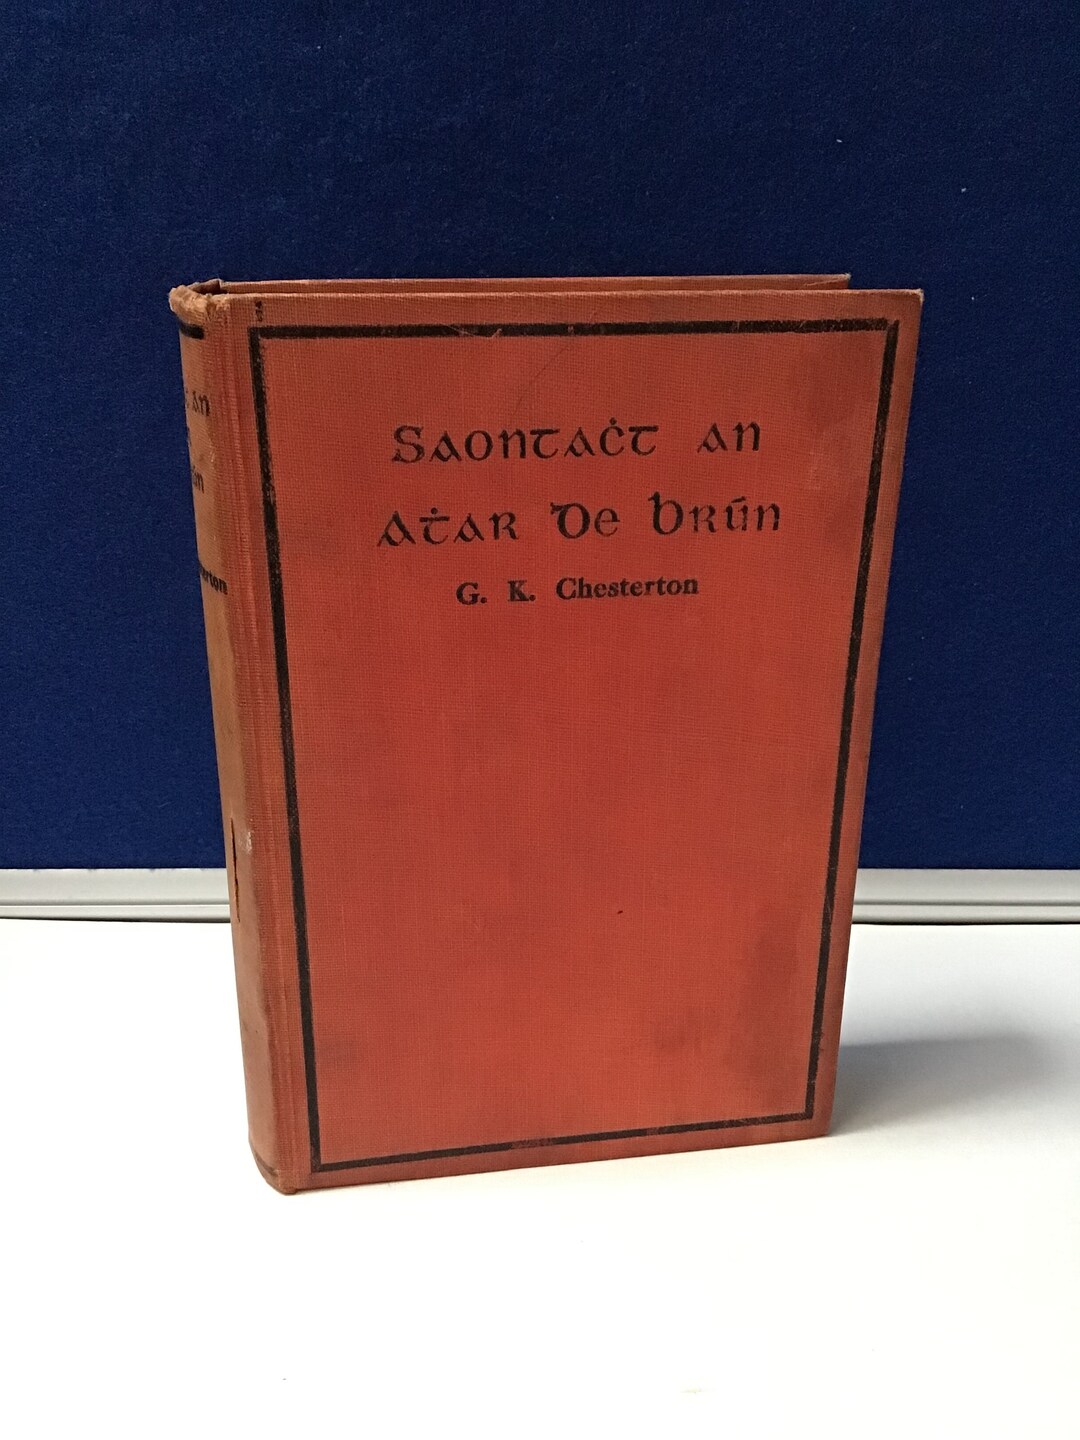 Saontaċt an
Aṫar De Brún
G. K. Chesterton